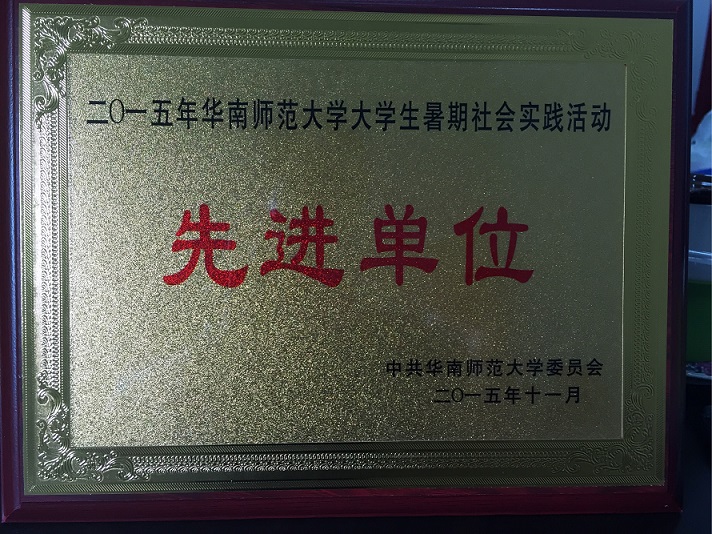 二〇一五年华南师范大学大学生暑期社会实践活动
先进单位
中共华南师范大学委员会
二〇一五年十一月